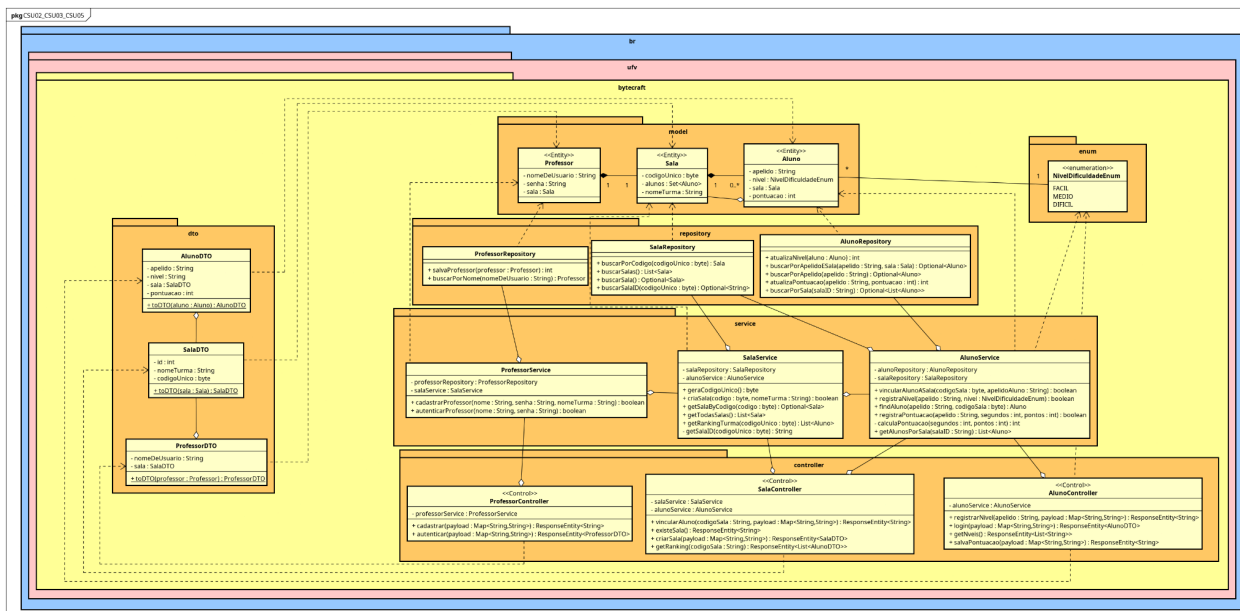 pkg CSU02_CSU03_CSU05
br
ufv
bytecraft
model
<<Entity>>
Professor
- nomeDeUsuario : String
- senha : String
- sala : Sala
1
1
<<Entity>>
Sala
- codigoUnico : byte
- alunos : Set<Aluno>
- nomeTurma : String
1
0..*
<<Entity>>
Aluno
- apelido : String
- nivel : NivelDificuldadeEnum
- sala : Sala
- pontuacao : int
*
1
enum
<<enumeration>>
NivelDificuldadeEnum
FACIL
MEDIO
DIFICIL
dto
AlunoDTO
- apelido : String
- nivel : String
- sala : SalaDTO
- pontuacao : int
+ toDTO(aluno : Aluno) : AlunoDTO
SalaDTO
- id : int
- nomeTurma : String
- codigoUnico : byte
+ toDTO(sala : Sala) : SalaDTO
ProfessorDTO
- nomeDeUsuario : String
- sala : SalaDTO
+ toDTO(professor : Professor) : ProfessorDTO
repository
ProfessorRepository
+ salvaProfessor(professor : Professor) : int
+ buscarPorNome(nomeDeUsuario : String) : Professor
SalaRepository
+ buscarPorCodigo(codigoUnico : byte) : Sala
+ buscarSalas() : List<Sala>
+ buscarSala() : Optional<Sala>
+ buscarSalaID(codigoUnico : byte) : Optional<String>
AlunoRepository
+ atualizaNivel(aluno : Aluno) : int
+ buscarPorApelidoESala(apelido : String, sala : Sala) : Optional<Aluno>
+ buscarPorApelido(apelido : String) : Optional<Aluno>
+ atualizaPontuacao(apelido : String, pontuacao : int) : int
+ buscarPorSala(salaID : String) : Optional<List<Aluno>>
service
ProfessorService
- professorRepository : ProfessorRepository
- salaService : SalaService
+ cadastrarProfessor(nome : String, senha : String, nomeTurma : String) : boolean
+ autenticarProfessor(nome : String, senha : String) : boolean
SalaService
- salaRepository : SalaRepository
- alunoService : AlunoService
+ geraCodigoUnico() : byte
+ criaSala(codigo : byte, nomeTurma : String) : boolean
+ getSalaByCodigo(codigo : byte) : Optional<Sala>
+ getTodasSalas() : List<Sala>
+ getRankingTurma(codigoUnico : byte) : List<Aluno>
- getSalaID(codigoUnico : byte) : String
AlunoService
- alunoRepository : AlunoRepository
- salaRepository : SalaRepository
+ vincularAlunoASala(codigoSala : byte, apelidoAluno : String) : boolean
+ registraNivel(apelido : String, nivel : NivelDificuldadeEnum) : boolean
+ findAluno(apelido : String, codigoSala : byte) : Aluno
+ registraPontuacao(apelido : String, segundos : int, pontos : int) : boolean
- calculaPontuacao(segundos : int, pontos : int) : int
+ getAlunosPorSala(salaID : String) : List<Aluno>
controller
<<Control>>
ProfessorController
- professorService : ProfessorService
+ cadastrar(payload : Map<String,String>) : ResponseEntity<String>
+ autenticar(payload : Map<String,String>) : ResponseEntity<ProfessorDTO>
<<Control>>
SalaController
- salaService : SalaService
- alunoService : AlunoService
+ vincularAluno(codigoSala : String, payload : Map<String,String>) : ResponseEntity<String>
+ existeSala() : ResponseEntity<String>
+ criarSala(payload : Map<String,String>) : ResponseEntity<SalaDTO>
+ getRanking(codigoSala : String) : ResponseEntity<List<AlunoDTO>>
<<Control>>
AlunoController
- alunoService : AlunoService
+ registrarNivel(apelido : String, payload : Map<String,String>) : ResponseEntity<String>
+ login(payload : Map<String,String>) : ResponseEntity<AlunoDTO>
+ getNiveis() : ResponseEntity<List<String>>
+ salvaPontuacao(payload : Map<String,String>) : ResponseEntity<String>